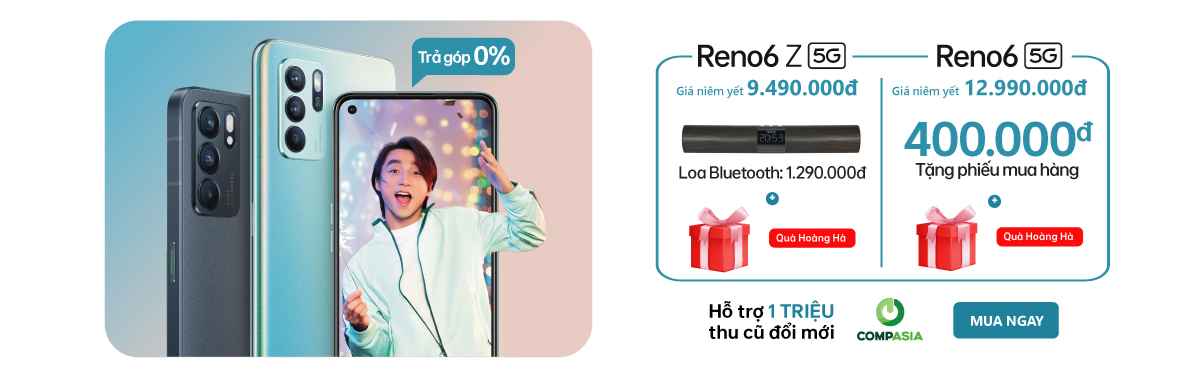 Trả góp 0%
Reno6 Z 5G
Giá niêm yết 9.490.000đ
20:53
Loa Bluetooth: 1.290.000đ
+
Quà Hoàng Hà
Reno6 5G
Giá niêm yết 12.990.000đ
400.000đ
Tặng phiếu mua hàng
+
Quà Hoàng Hà
Hỗ trợ 1 TRIỆU
thu cũ đổi mới
COMPASIA
MUA NGAY